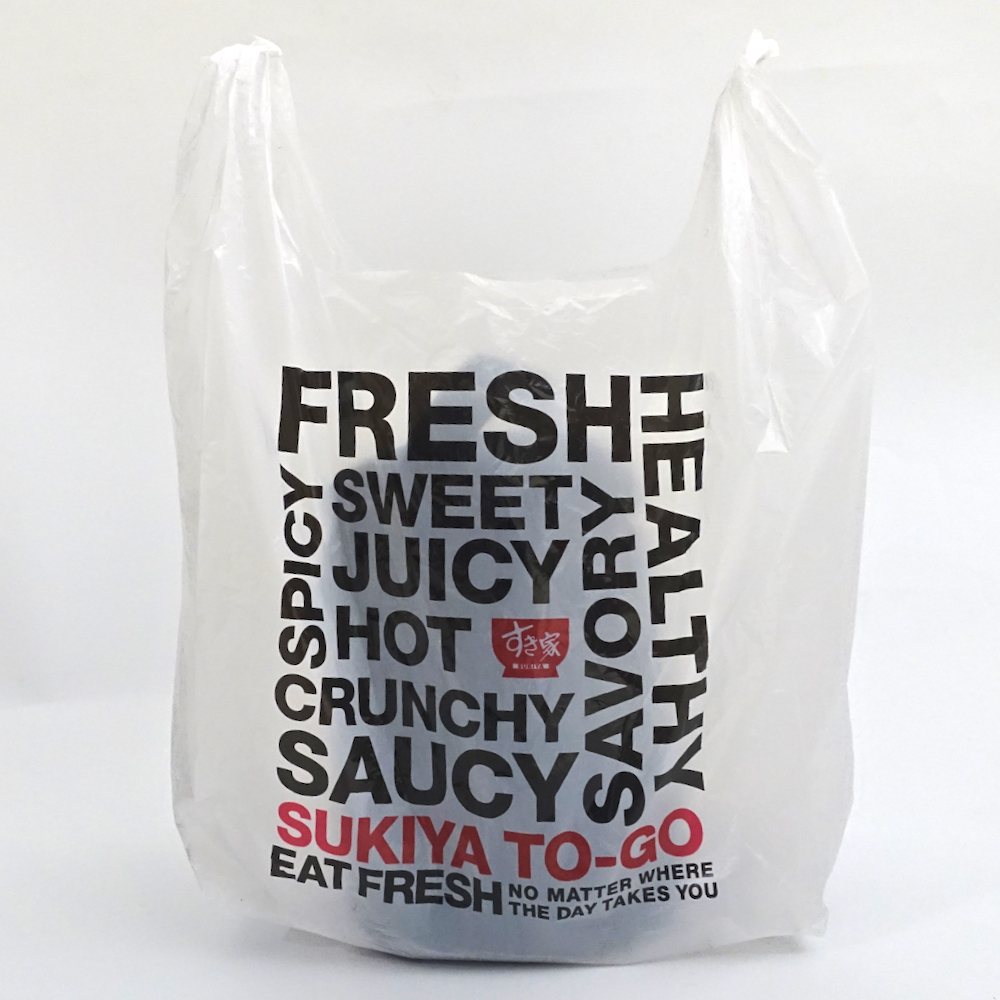 FRESH
HEALTHY
SPICY
SWEET
SAVORY
JUICY
HOT
すき家
SUKIYA
CRUNCHY
SAUCY
SUKIYA TO-GO
EAT FRESH
NO MATTER WHERE
THE DAY TAKES YOU